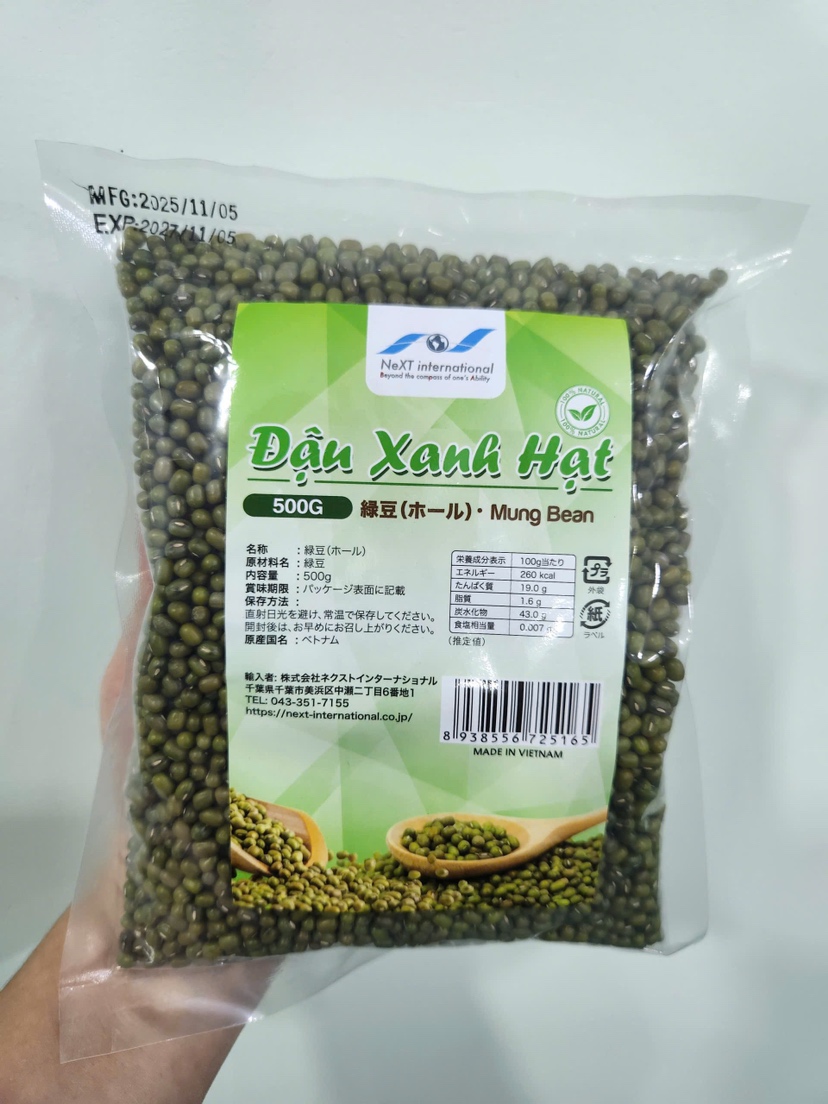 MFG:2025/11/05
EXP:2027/11/05
NeXT international
Beyond the compass of one's Ability
100% NATURAL
100% NATURAL
Đậu Xanh Hạt
500G 緑豆(ホール)・Mung Bean
名称 : 緑豆(ホール)
原材料名 : 緑豆
内容量 : 500g
賞味期限 : パッケージ表面に記載
保存方法 :
直射日光を避け、常温で保存してください。
開封後は、お早めにお召し上がりください。
原産国名 : ベトナム
栄養成分表示 100g当たり
エネルギー 260 kcal
たんぱく質 19.0 g
脂質 1.6 g
炭水化物 43.0 g
食塩相当量 0.007 g
(推定値)
プラ
外袋
紙
ラベル
輸入者: 株式会社ネクストインターナショナル
千葉県千葉市美浜区中瀬二丁目6番地1
TEL: 043-351-7155
https://next-international.co.jp/
8 938556 725165
MADE IN VIETNAM